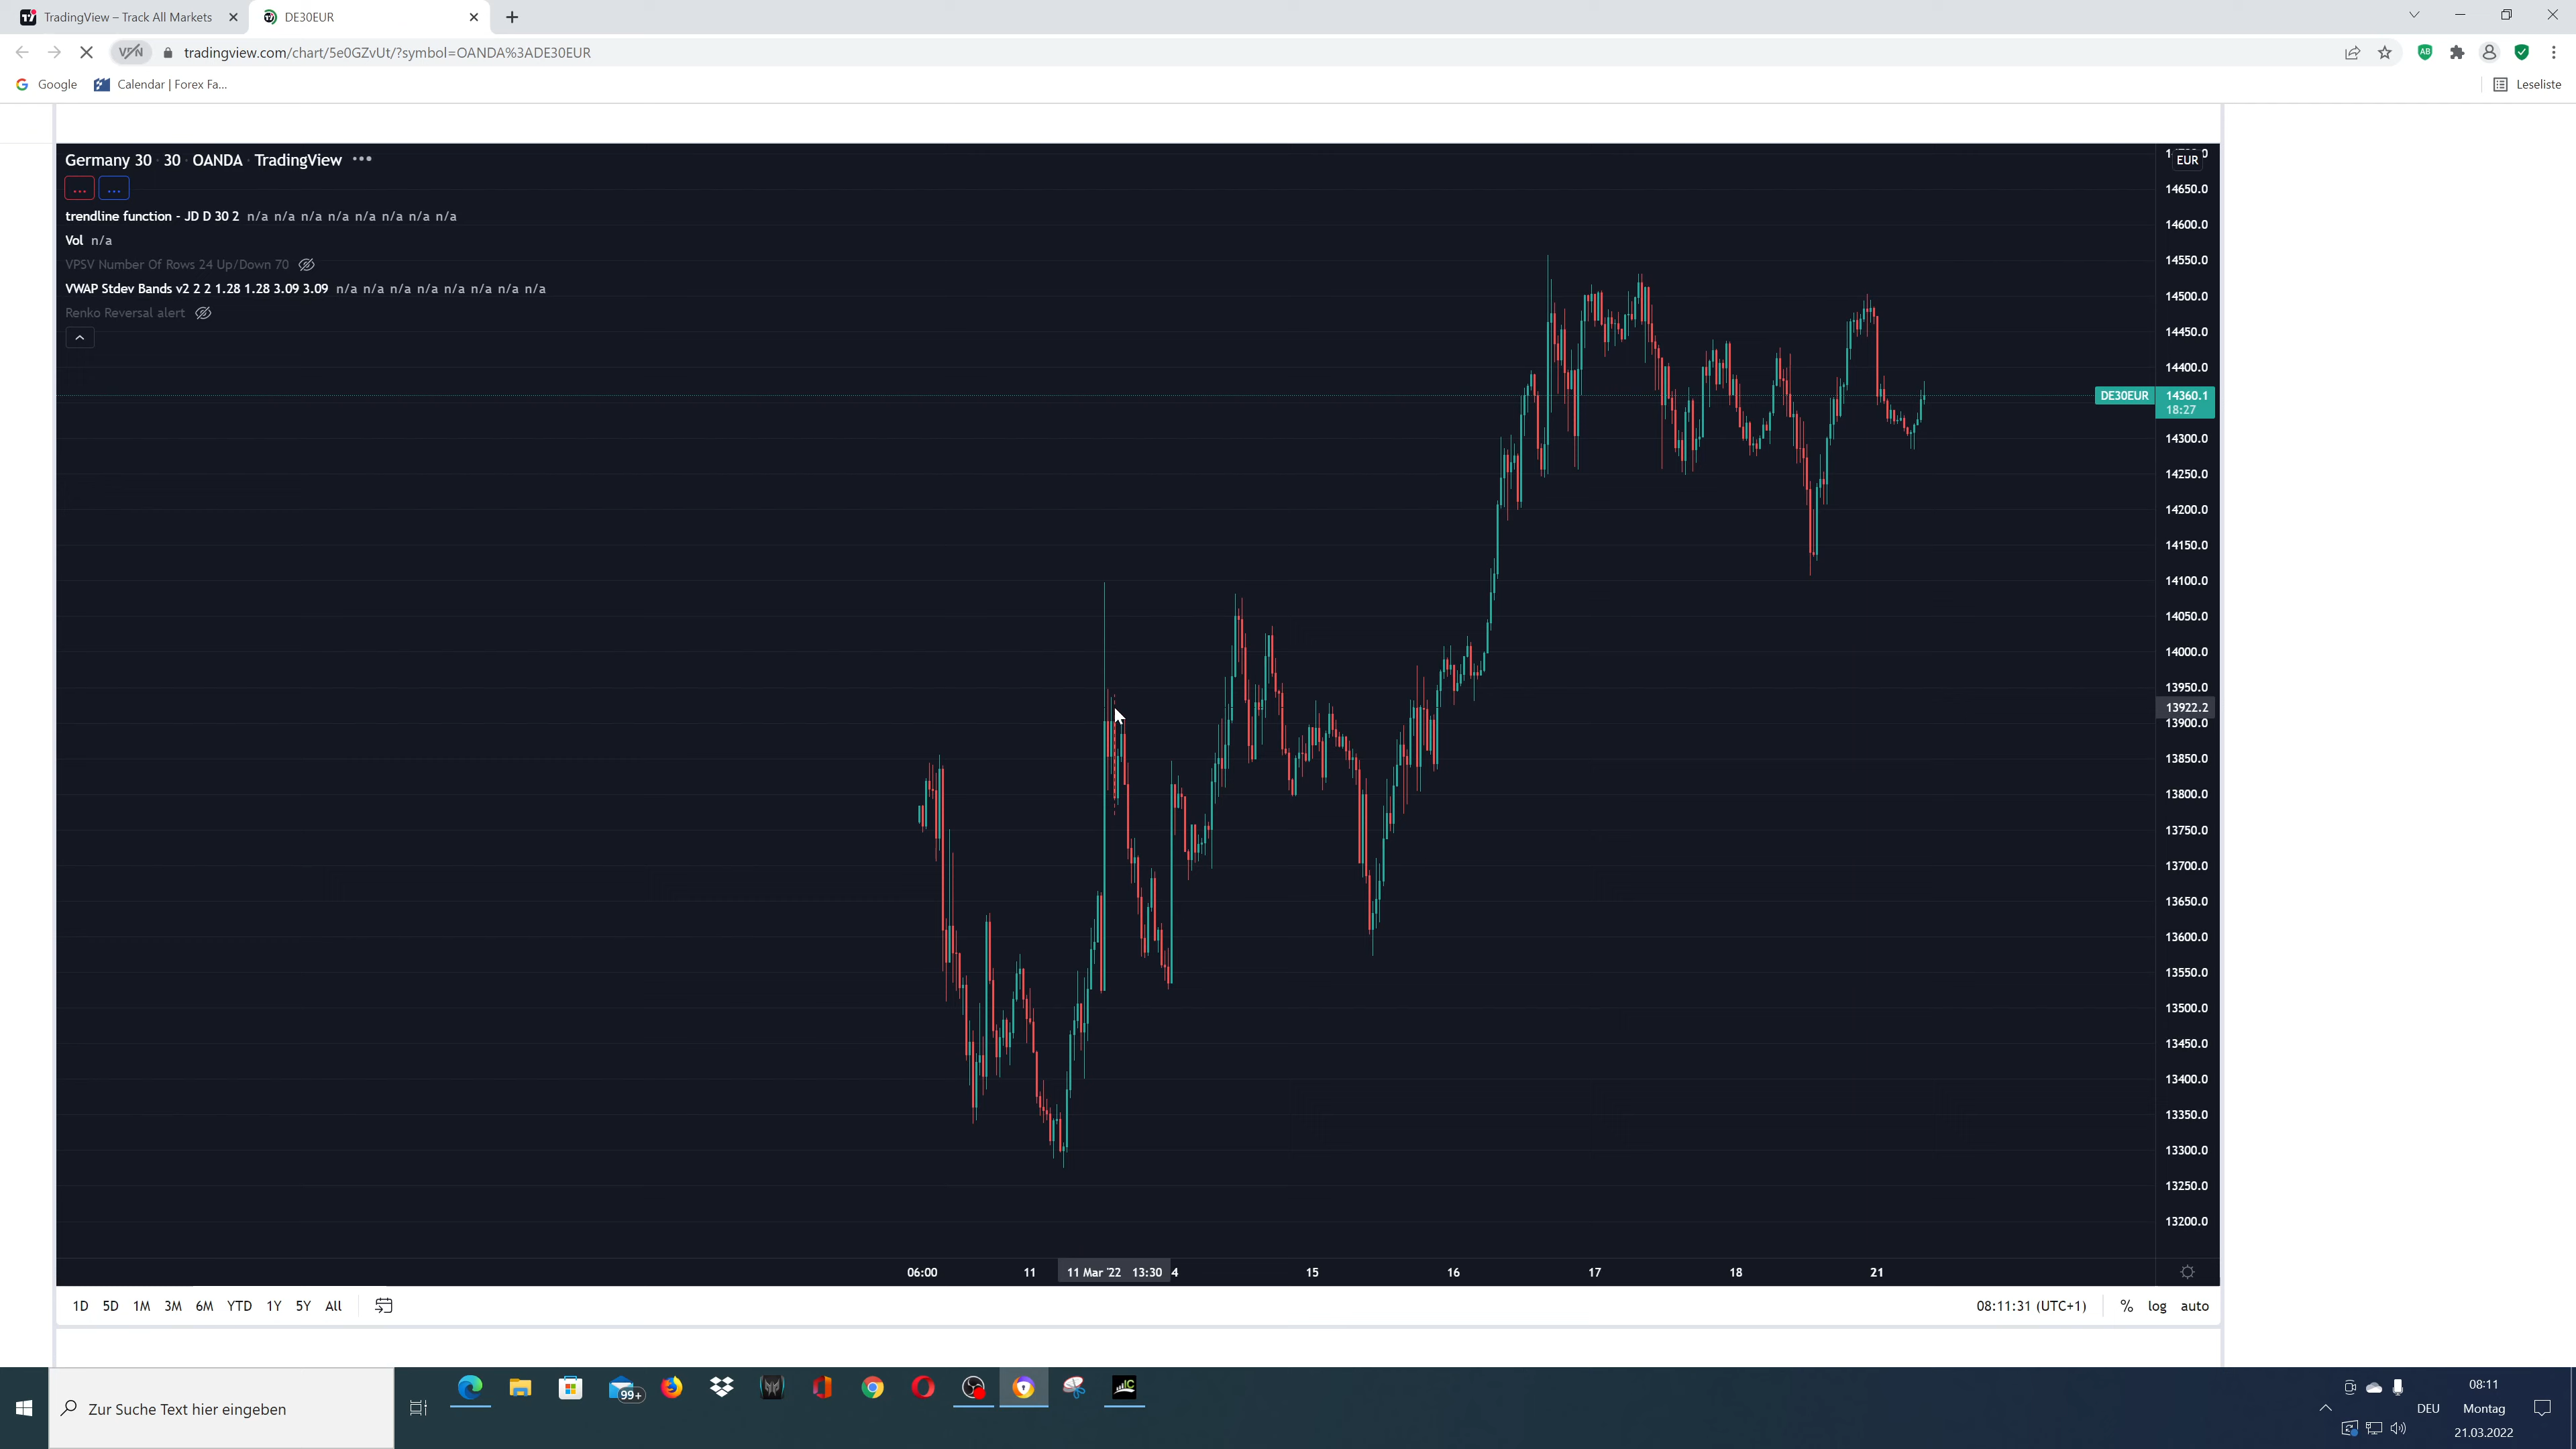 TradingView – Track All Markets
DE30EUR
VPN
tradingview.com/chart/5e0GZvUt/?symbol=OANDA%3ADE30EUR
Google
Calendar | Forex Fa...
Leseliste
Germany 30 · 30 · OANDA · TradingView
EUR
trendline function - JD D 30 2 n/a n/a n/a n/a n/a n/a n/a n/a
Vol n/a
VPSV Number Of Rows 24 Up/Down 70
VWAP Stdev Bands v2 2 2 1.28 1.28 3.09 3.09 n/a n/a n/a n/a n/a n/a n/a n/a
Renko Reversal alert
14650.0
14600.0
14550.0
14500.0
14450.0
14400.0
DE30EUR 14360.1
18:27
14300.0
14250.0
14200.0
14150.0
14100.0
14050.0
14000.0
13950.0
13922.2
13900.0
13850.0
13800.0
13750.0
13700.0
13650.0
13600.0
13550.0
13500.0
13450.0
13400.0
13350.0
13300.0
13250.0
13200.0
06:00 11 11 Mar '22 13:30 4 15 16 17 18 21
1D 5D 1M 3M 6M YTD 1Y 5Y All
08:11:31 (UTC+1) % log auto
Zur Suche Text hier eingeben
99+
IC
DEU
08:11
Montag
21.03.2022